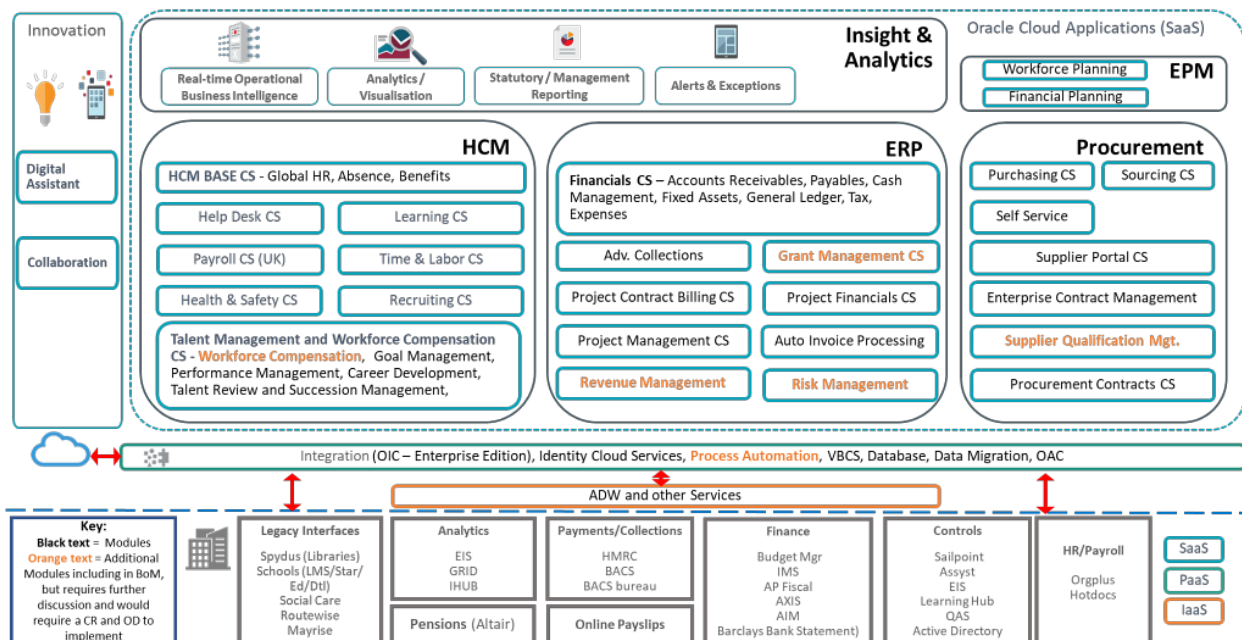 Innovation
Digital
Assistant
Collaboration
Insight &
Analytics
Real-time Operational
Business Intelligence
Analytics /
Visualisation
Statutory / Management
Reporting
Alerts & Exceptions
Oracle Cloud Applications (SaaS)
Workforce Planning
EPM
Financial Planning
HCM
HCM BASE CS - Global HR, Absence, Benefits
Help Desk CS
Learning CS
Payroll CS (UK)
Time & Labor CS
Health & Safety CS
Recruiting CS
Talent Management and Workforce Compensation
CS - Workforce Compensation, Goal Management,
Performance Management, Career Development,
Talent Review and Succession Management,
ERP
Financials CS – Accounts Receivables, Payables, Cash
Management, Fixed Assets, General Ledger, Tax,
Expenses
Adv. Collections
Grant Management CS
Project Contract Billing CS
Project Financials CS
Project Management CS
Auto Invoice Processing
Revenue Management
Risk Management
Procurement
Purchasing CS
Sourcing CS
Self Service
Supplier Portal CS
Enterprise Contract Management
Supplier Qualification Mgt.
Procurement Contracts CS
Integration (OIC – Enterprise Edition), Identity Cloud Services, Process Automation, VBCS, Database, Data Migration, OAC
ADW and other Services
Key:
Black text = Modules
Orange text = Additional
Modules including in BoM,
but requires further
discussion and would
require a CR and OD to
implement
Legacy Interfaces
Spydus (Libraries)
Schools (LMS/Star/
Ed/Dtl)
Social Care
Routewise
Mayrise
Analytics
EIS
GRID
IHUB
Pensions (Altair)
Payments/Collections
HMRC
BACS
BACS bureau
Online Payslips
Finance
Budget Mgr
IMS
AP Fiscal
AXIS
AIM
Barclays Bank Statement)
Controls
Sailpoint
Assyst
EIS
Learning Hub
QAS
Active Directory
HR/Payroll
Orgplus
Hotdocs
SaaS
PaaS
IaaS